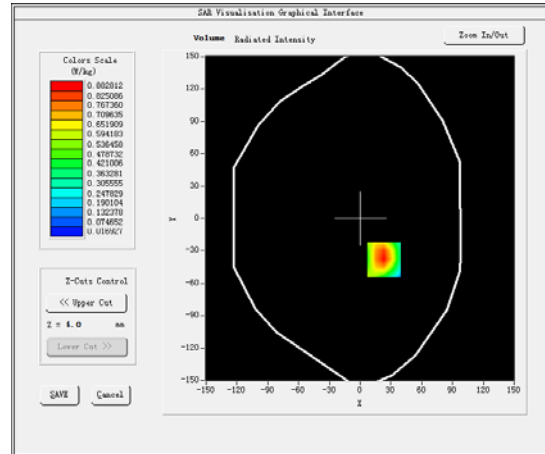 SAR Visualisation Graphical Interface
Volume Radiated Intensity
Zoom In/Out
Colors Scale
(W/kg)
0.882812
0.825086
0.767360
0.709635
0.651909
0.594183
0.536458
0.478732
0.421006
0.363281
0.305555
0.247829
0.190104
0.132378
0.074652
0.016927
Z-Cuts Control
<< Upper Cut
Z = 4.0 mm
Lower Cut >>
SAVE Cancel
150
120
90
60
30
0
-30
-60
-90
-120
-150
Y
-150 -120 -90 -60 -30 0 30 60 90 120 150
X